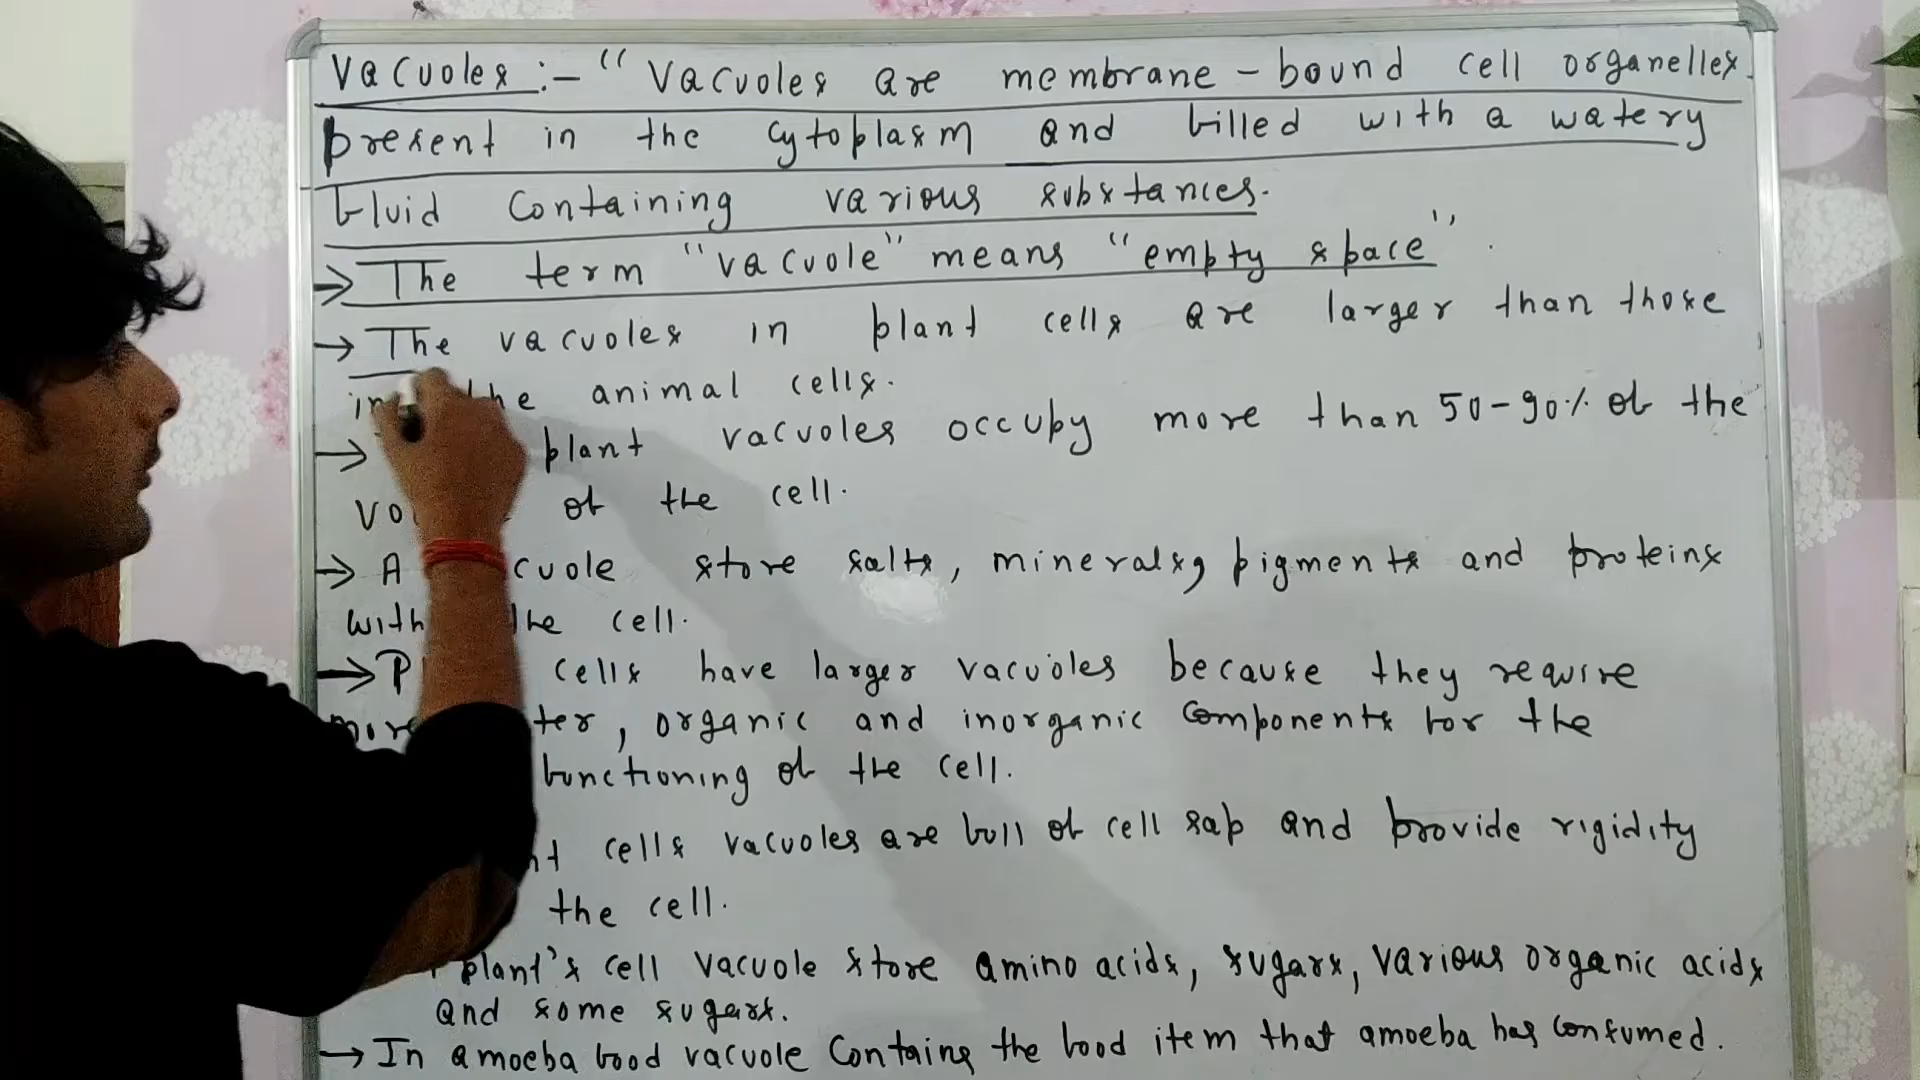 Vacuoles :- " Vacuoles are membrane - bound cell organelles
present in the cytoplasm and filled with a watery
fluid containing various substances.
→ The term "vacuole" means "empty space".
→ The vacuoles in plant cells are larger than those
in the animal cells.
→ plant vacuoles occupy more than 50-90% of the
of the cell.
→ A store salts, minerals, pigments and proteins
the cell.
→ cells have larger vacuoles because they require
more organic and inorganic components for the
functioning of the cell.
cells vacuoles are full of cell sap and provide rigidity
the cell.
plant's cell vacuole store amino acids, sugars, various organic acids
and some sugars.
→ In amoeba food vacuole contains the food item that amoeba has consumed.